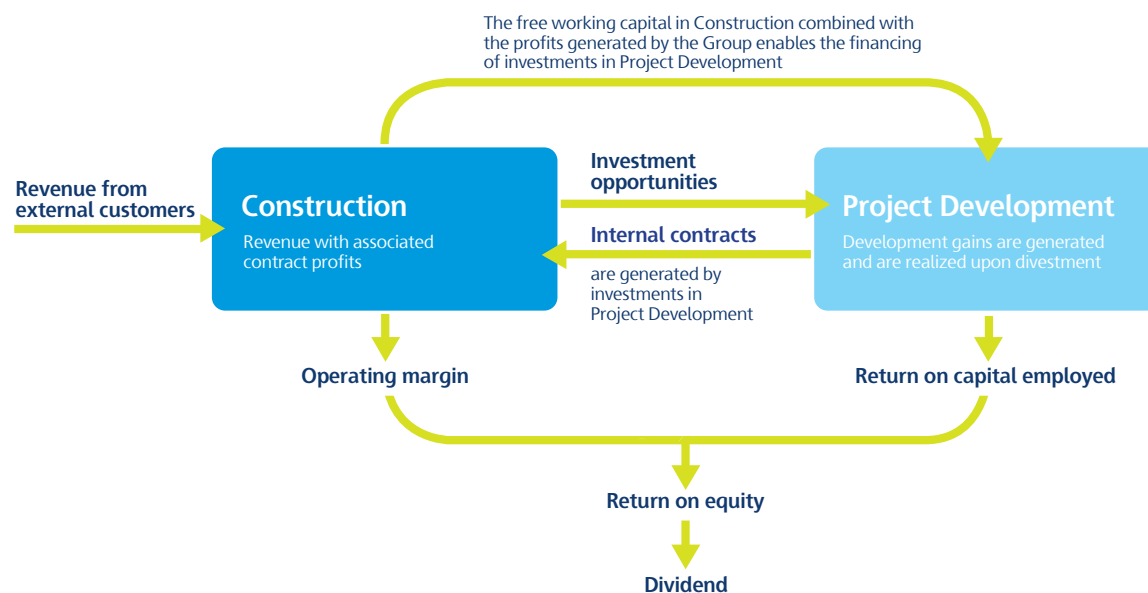 The free working capital in Construction combined with
the profits generated by the Group enables the financing
of investments in Project Development
Revenue from
external customers
Construction
Revenue with associated
contract profits
Investment
opportunities
Internal contracts
are generated by
investments in
Project Development
Project Development
Development gains are generated
and are realized upon divestment
Operating margin
Return on capital employed
Return on equity
Dividend